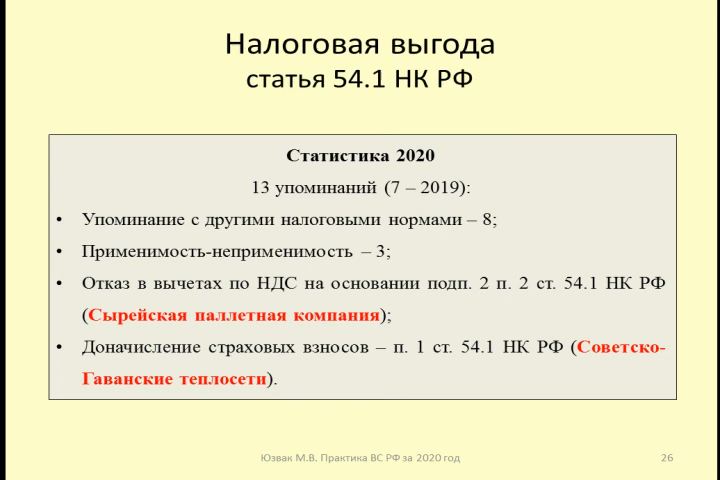 Налоговая выгода
статья 54.1 НК РФ
Статистика 2020
13 упоминаний (7 – 2019):
• Упоминание с другими налоговыми нормами – 8;
• Применимость-неприменимость – 3;
• Отказ в вычетах по НДС на основании подп. 2 п. 2 ст. 54.1 НК РФ
(Сырейская паллетная компания);
• Доначисление страховых взносов – п. 1 ст. 54.1 НК РФ (Советско-
Гаванские теплосети).
Юзвак М.В. Практика ВС РФ за 2020 год
26